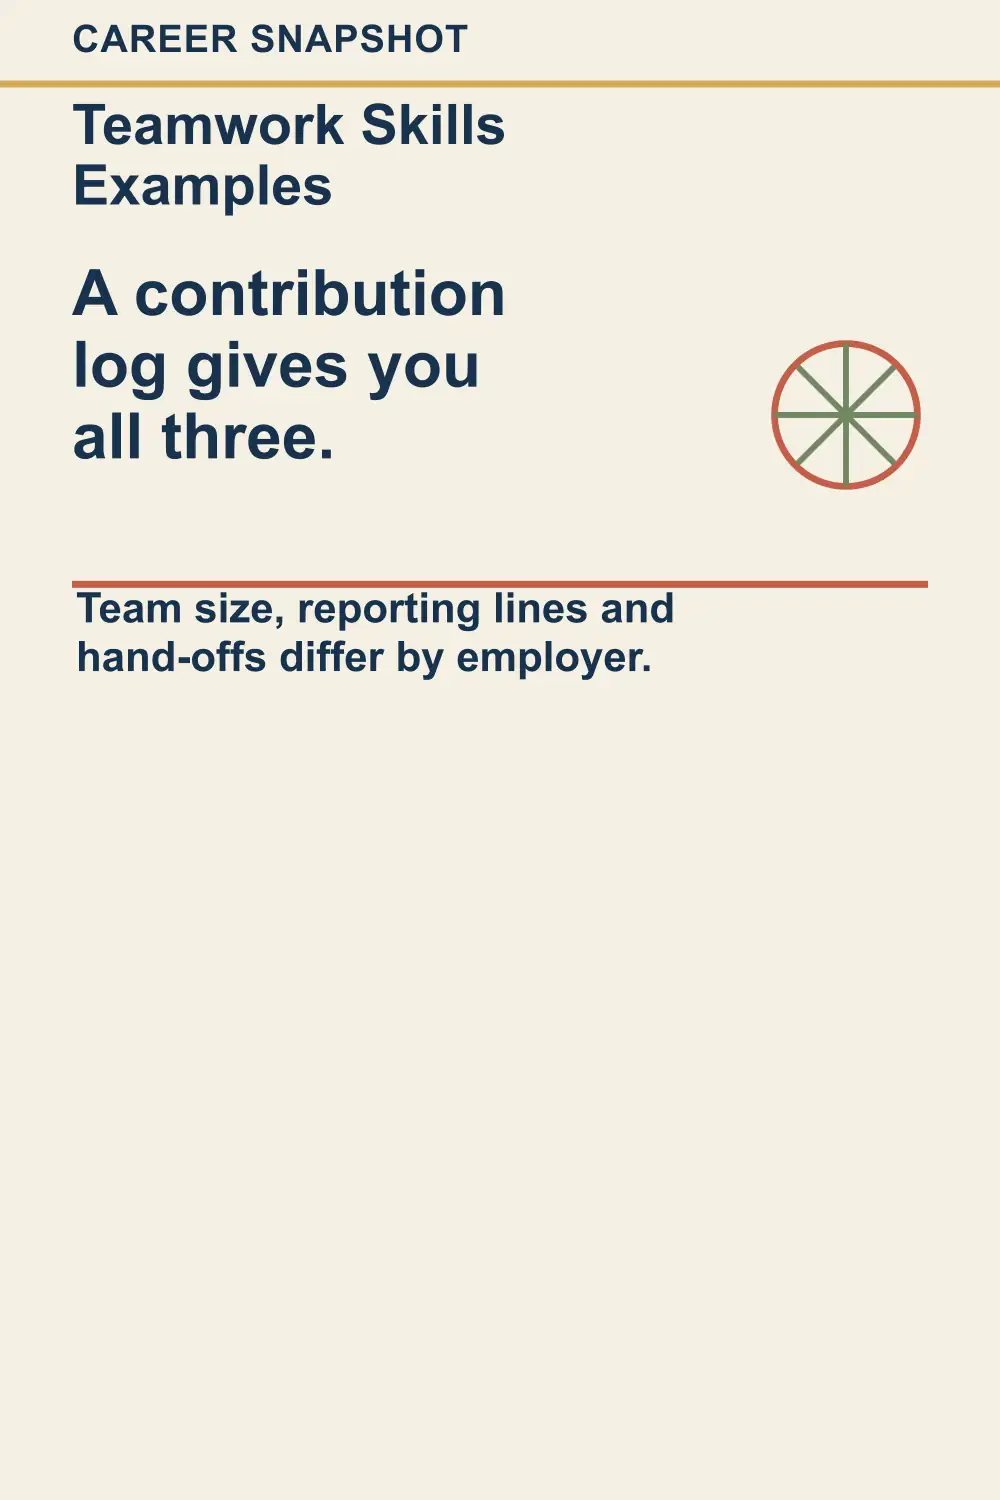 CAREER SNAPSHOT
Teamwork Skills
Examples
A contribution
log gives you
all three.
Team size, reporting lines and
hand-offs differ by employer.